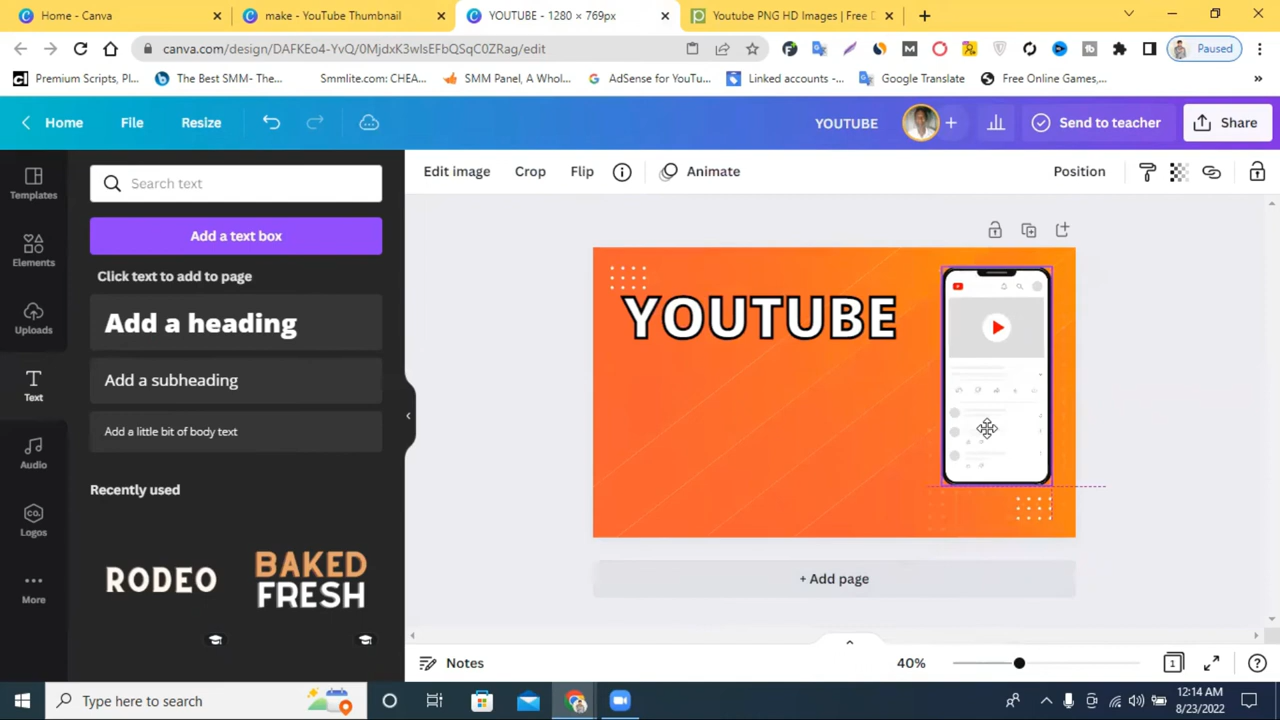 Home - Canva
make - YouTube Thumbnail
YOUTUBE - 1280 × 769px
Youtube PNG HD Images | Free D
canva.com/design/DAFKEo4-YvQ/0MjdxK3wIsEFbQSqC0ZRag/edit
Paused
Premium Scripts, Pl...
The Best SMM- The...
Smmlite.com: CHEA...
SMM Panel, A Whol...
AdSense for YouTu...
Linked accounts -...
Google Translate
Free Online Games,...
Home
File
Resize
YOUTUBE
Send to teacher
Share
Templates
Elements
Uploads
Text
Audio
Logos
More
Search text
Add a text box
Click text to add to page
Add a heading
Add a subheading
Add a little bit of body text
Recently used
RODEO
BAKED
FRESH
Edit image
Crop
Flip
Animate
Position
YOUTUBE
+ Add page
Notes
40%
1
Type here to search
12:14 AM
8/23/2022